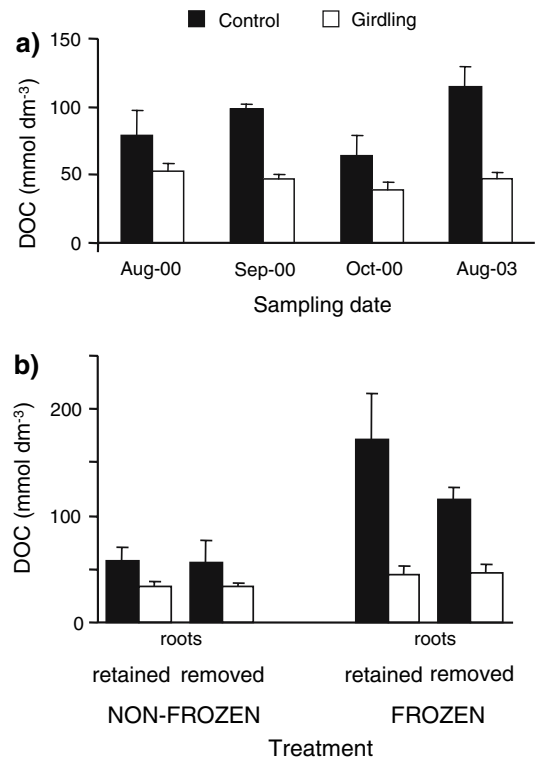 Control Girdling
a)
150
100
50
0
DOC (mmol dm-3)
Aug-00 Sep-00 Oct-00 Aug-03
Sampling date
b)
200
100
0
DOC (mmol dm-3)
roots roots
retained removed retained removed
NON-FROZEN FROZEN
Treatment